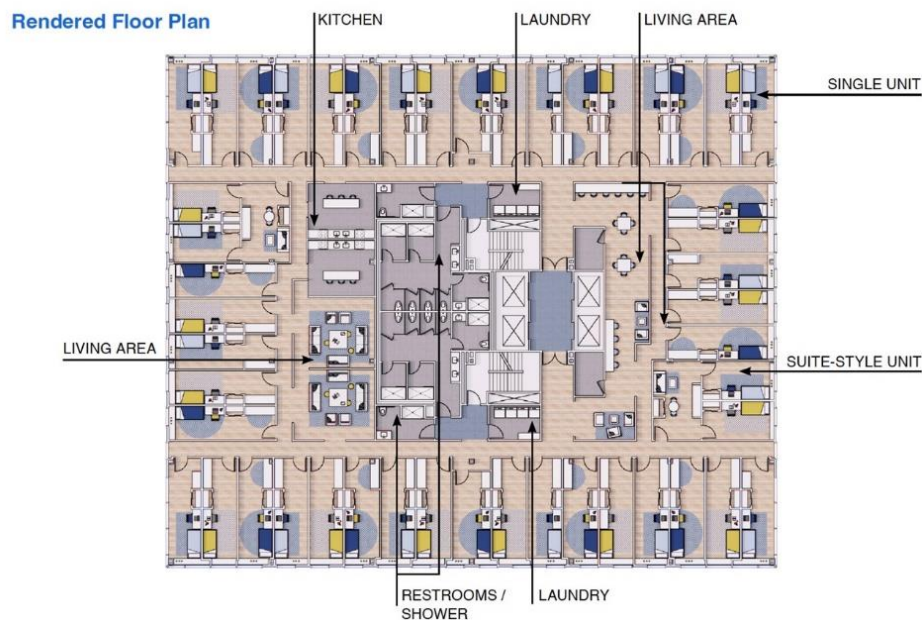 Rendered Floor Plan
KITCHEN
LAUNDRY
LIVING AREA
SINGLE UNIT
LIVING AREA
SUITE-STYLE UNIT
RESTROOMS /
SHOWER
LAUNDRY